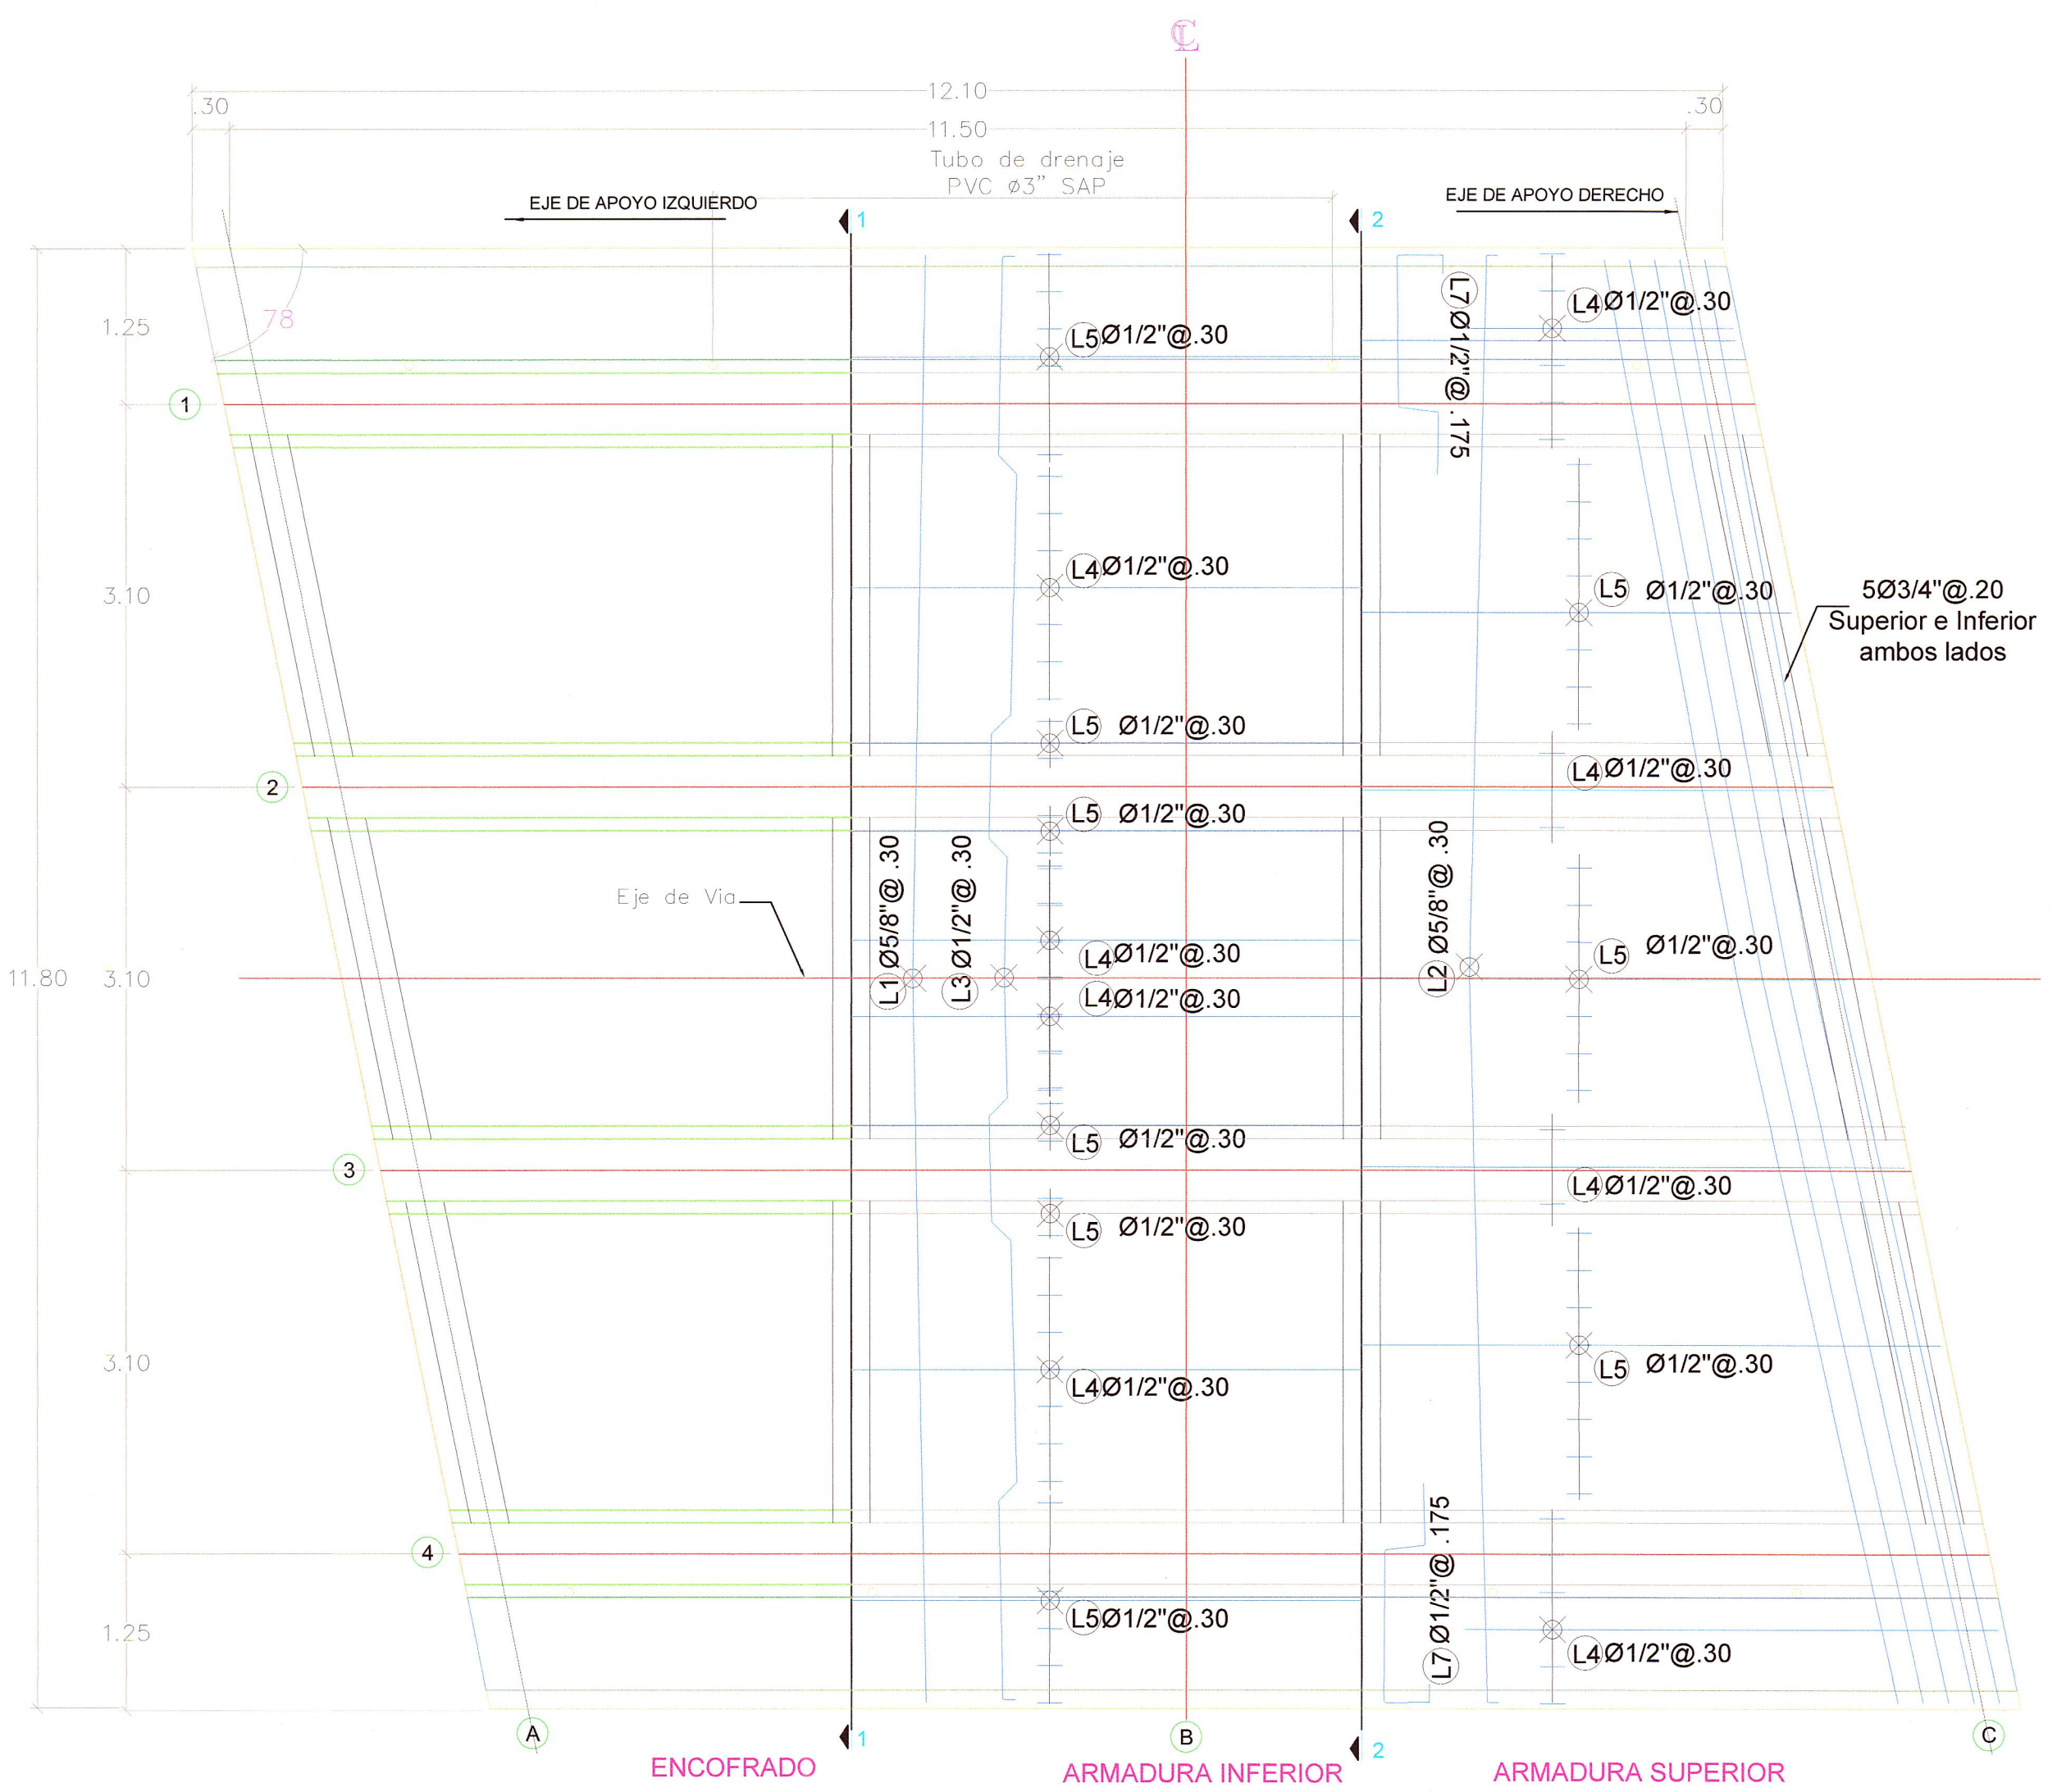 CL
12.10
.30
.30
11.50
Tubo de drenaje
PVC ø3" SAP
EJE DE APOYO IZQUIERDO
EJE DE APOYO DERECHO
1
2
78
1.25
L5 Ø1/2"@.30
L7 Ø1/2"@ .175
L4 Ø1/2"@.30
1
3.10
L4 Ø1/2"@.30
L5 Ø1/2"@.30
5Ø3/4"@.20
Superior e Inferior
ambos lados
L5 Ø1/2"@.30
L4 Ø1/2"@.30
2
L5 Ø1/2"@.30
Eje de Via
L1 Ø5/8"@ .30
L3 Ø1/2"@ .30
L2 Ø5/8"@ .30
L4 Ø1/2"@.30
L5 Ø1/2"@.30
11.80
3.10
L4 Ø1/2"@.30
L5 Ø1/2"@.30
3
L4 Ø1/2"@.30
L5 Ø1/2"@.30
3.10
L4 Ø1/2"@.30
L5 Ø1/2"@.30
4
L7 Ø1/2"@ .175
1.25
L5 Ø1/2"@.30
L4 Ø1/2"@.30
A
1
B
2
C
ENCOFRADO
ARMADURA INFERIOR
ARMADURA SUPERIOR